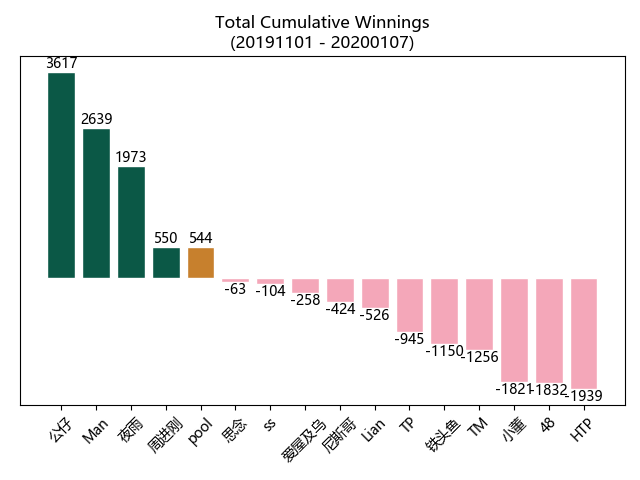 Total Cumulative Winnings
(20191101 - 20200107)
3617
2639
1973
550
544
-63
-104
-258
-424
-526
-945
-1150
-1256
-1821
-1832
-1939
公仔
Man
夜雨
周进刚
pool
思念
ss
爱屋及乌
尼斯哥
Lian
TP
铁头鱼
TM
小董
48
HTP